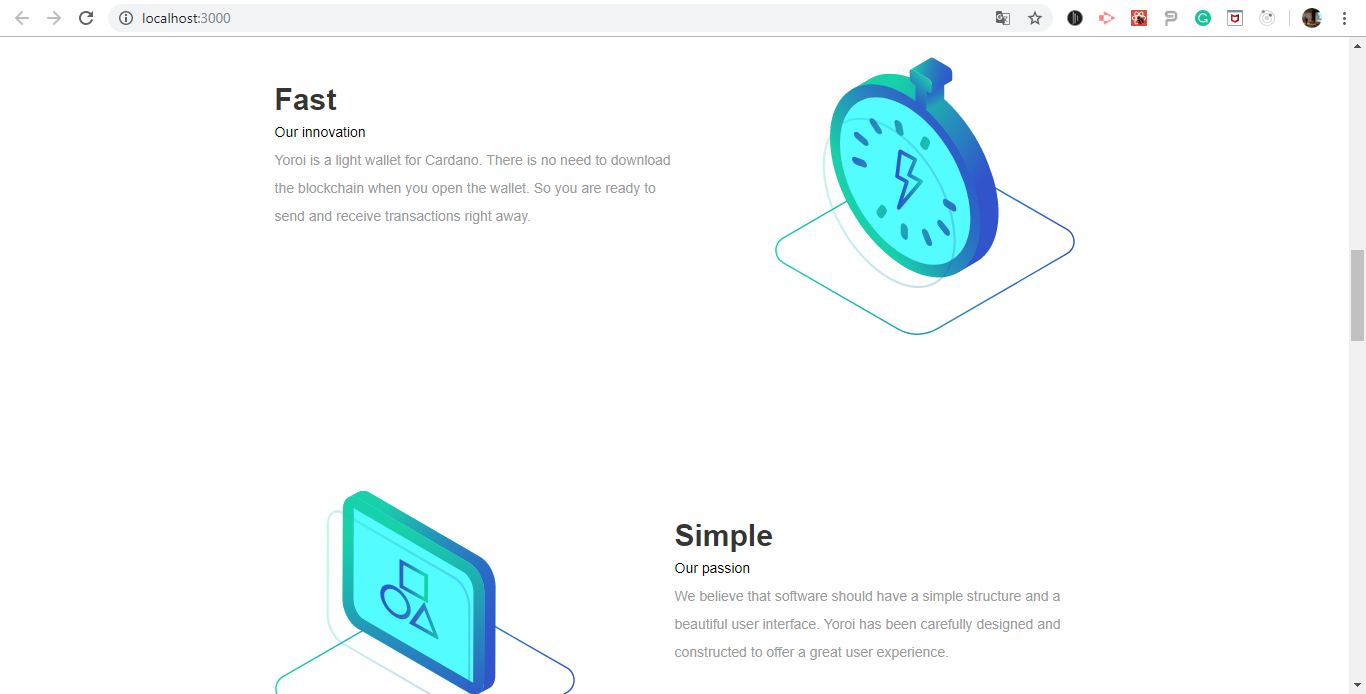 localhost:3000
Fast
Our innovation
Yoroi is a light wallet for Cardano. There is no need to download
the blockchain when you open the wallet. So you are ready to
send and receive transactions right away.
Simple
Our passion
We believe that software should have a simple structure and a
beautiful user interface. Yoroi has been carefully designed and
constructed to offer a great user experience.